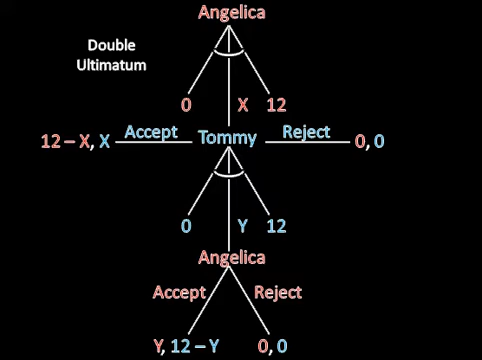 Angelica
Double
Ultimatum
0 X 12
12 – X, X Accept Tommy Reject 0, 0
0 Y 12
Angelica
Accept Reject
Y, 12 – Y 0, 0